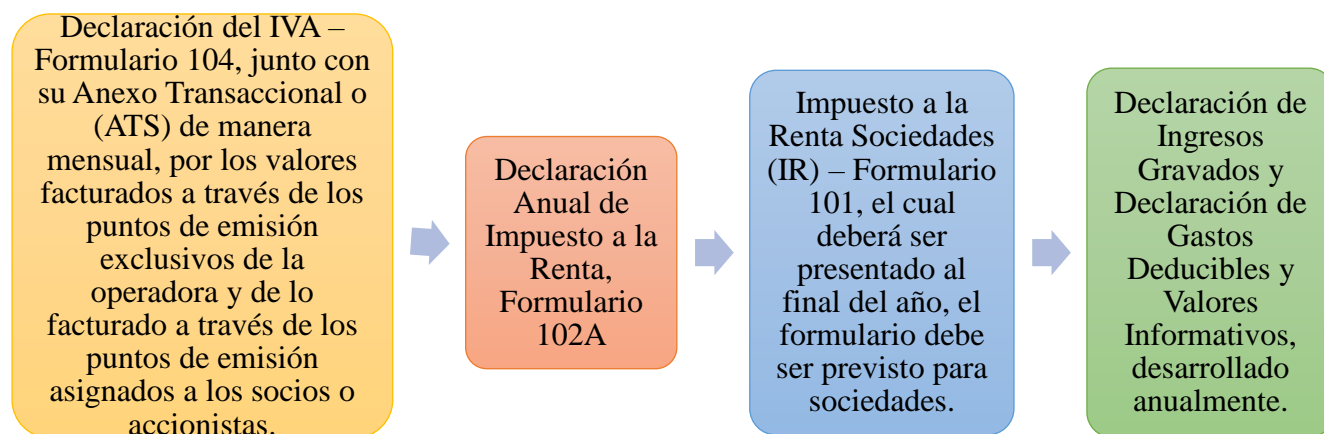 Declaración del IVA –
Formulario 104, junto con
su Anexo Transaccional o
(ATS) de manera
mensual, por los valores
facturados a través de los
puntos de emisión
exclusivos de la
operadora y de lo
facturado a través de los
puntos de emisión
asignados a los socios o
accionistas.
Declaración
Anual de
Impuesto a la
Renta,
Formulario
102A
Impuesto a la
Renta Sociedades
(IR) – Formulario
101, el cual
deberá ser
presentado al
final del año, el
formulario debe
ser previsto para
sociedades.
Declaración de
Ingresos
Gravados y
Declaración de
Gastos
Deducibles y
Valores
Informativos,
desarrollado
anualmente.